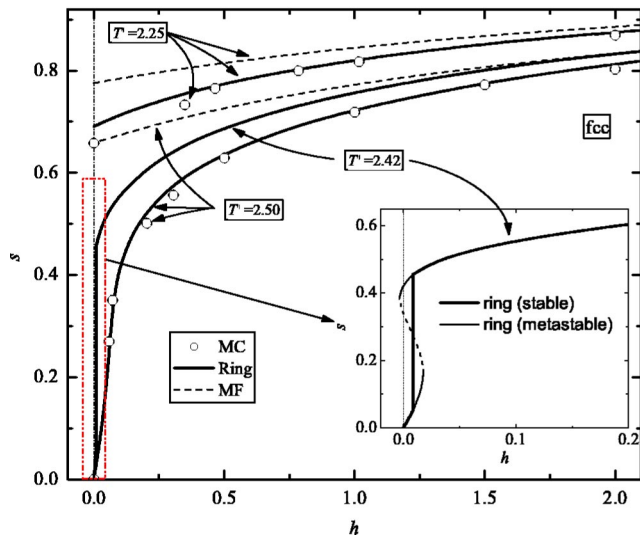 T' = 2.25
fcc
T' = 2.42
T' = 2.50
MC
Ring
MF
s
0.8
0.6
0.4
0.2
0.0
0.0
0.5
1.0
1.5
2.0
h
0.6
0.4
0.2
0.0
s
ring (stable)
ring (metastable)
0.0
0.1
0.2
h